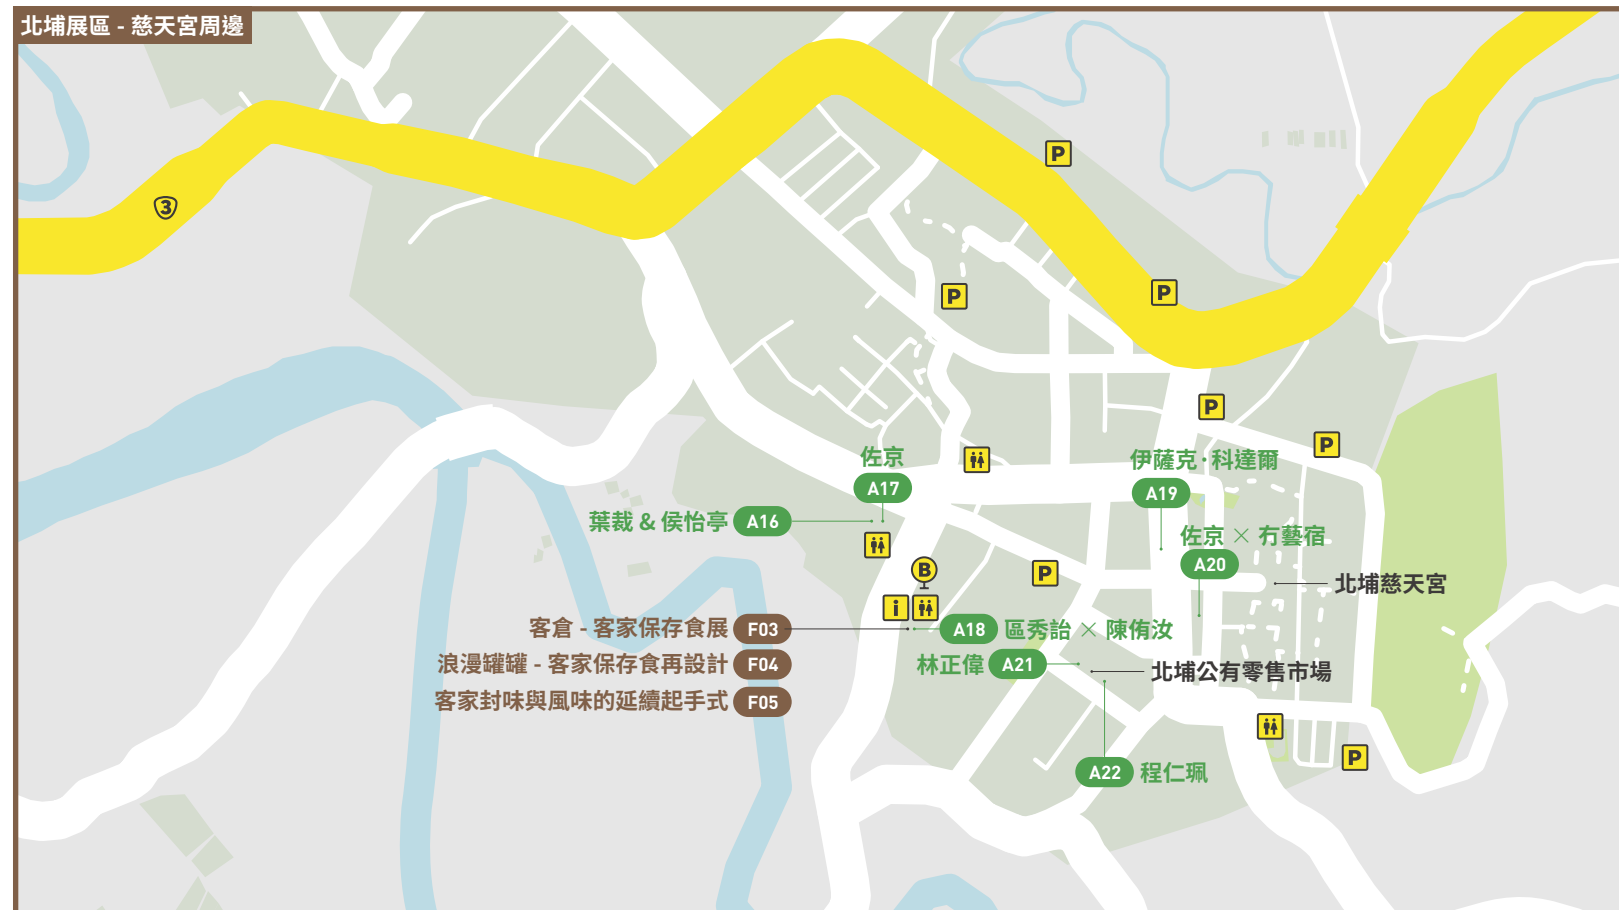 北埔展區 - 慈天宮周邊
3
P
P
P
P
P
佐京
A17
伊薩克·科達爾
A19
葉裁 & 侯怡亭 A16
佐京 × 冇藝宿
A20
B
P
北埔慈天宮
i
客倉 - 客家保存食展 F03
A18 區秀詒 × 陳侑汝
浪漫罐罐 - 客家保存食再設計 F04
林正偉 A21
北埔公有零售市場
客家封味與風味的延續起手式 F05
P
A22 程仁珮